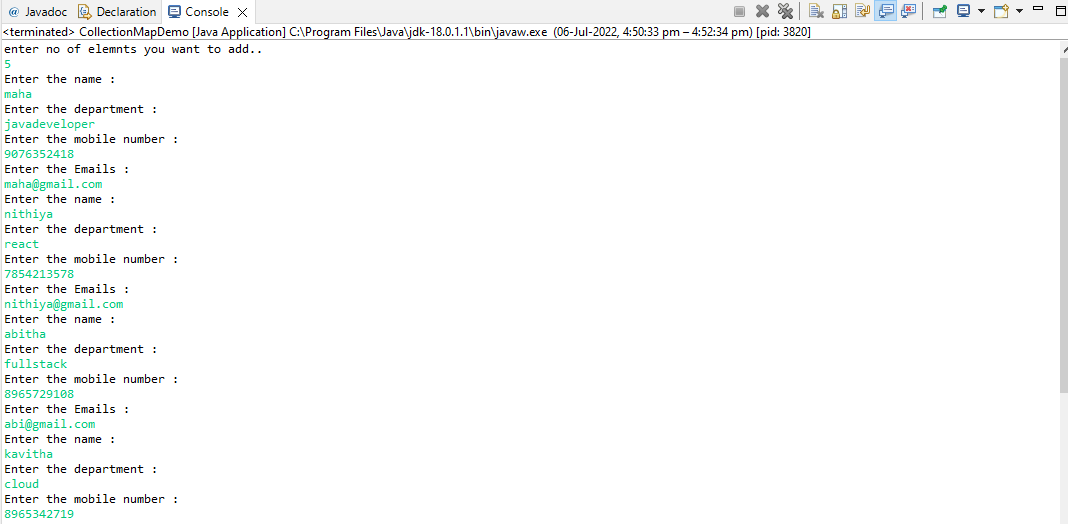 @ Javadoc Declaration Console
<terminated> CollectionMapDemo [Java Application] C:\Program Files\Java\jdk-18.0.1.1\bin\javaw.exe (06-Jul-2022, 4:50:33 pm – 4:52:34 pm) [pid: 3820]
enter no of elemnts you want to add..
5
Enter the name :
maha
Enter the department :
javadeveloper
Enter the mobile number :
9076352418
Enter the Emails :
maha@gmail.com
Enter the name :
nithiya
Enter the department :
react
Enter the mobile number :
7854213578
Enter the Emails :
nithiya@gmail.com
Enter the name :
abitha
Enter the department :
fullstack
Enter the mobile number :
8965729108
Enter the Emails :
abi@gmail.com
Enter the name :
kavitha
Enter the department :
cloud
Enter the mobile number :
8965342719